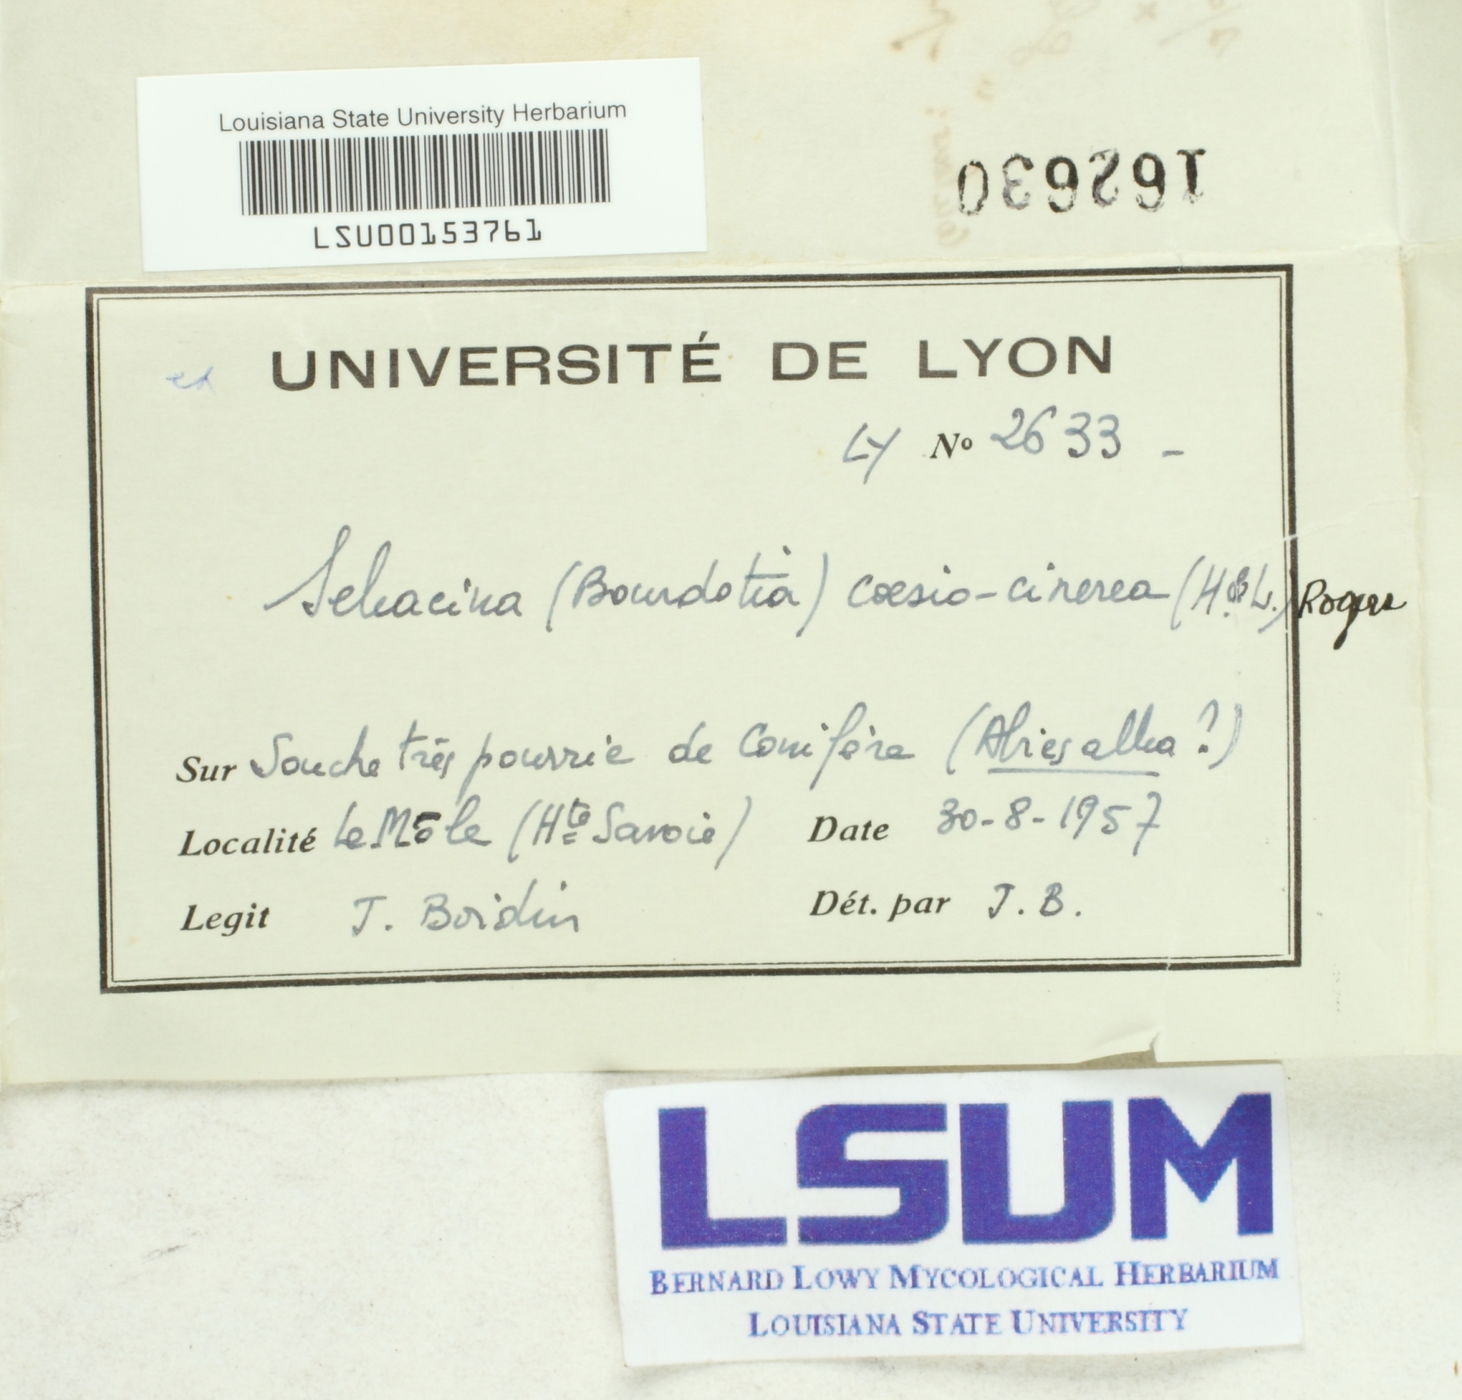 Louisiana State University Herbarium
LSU00153761
162630
UNIVERSITÉ DE LYON
LY No 2633 -
Sebacina (Bourdotia) cæsio-cinerea (H.&L.) Rogers
Sur Souche très pourrie de Conifère (Abies alba ?)
Localité Le Môle (Hte Savoie) Date 30-8-1957
Legit J. Boidin Dét. par J. B.
LSUM
BERNARD LOWY MYCOLOGICAL HERBARIUM
LOUISIANA STATE UNIVERSITY